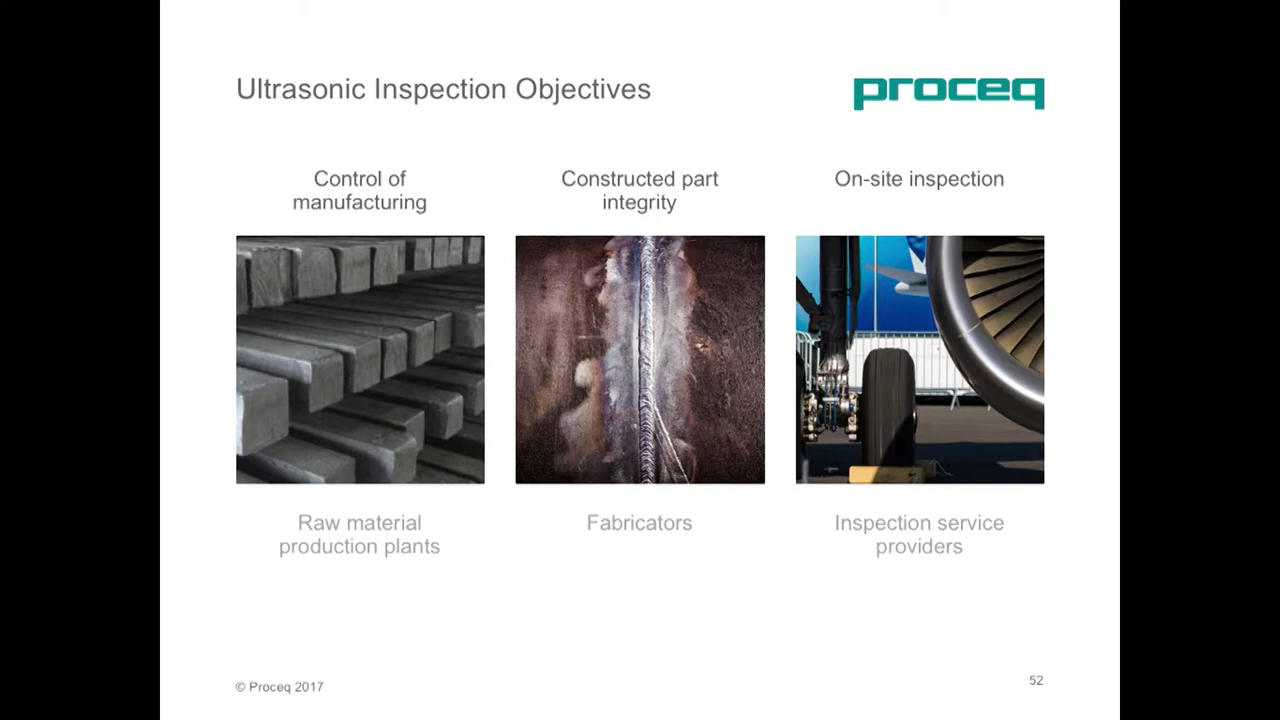 Ultrasonic Inspection Objectives
proceq
Control of
manufacturing
Constructed part
integrity
On-site inspection
Raw material
production plants
Fabricators
Inspection service
providers
© Proceq 2017
52